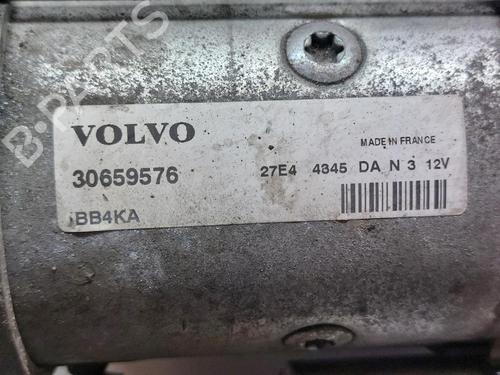 B-PARTS
VOLVO
MADE IN FRANCE
30659576
27E4 4345 DA N 3 12V
BB4KA